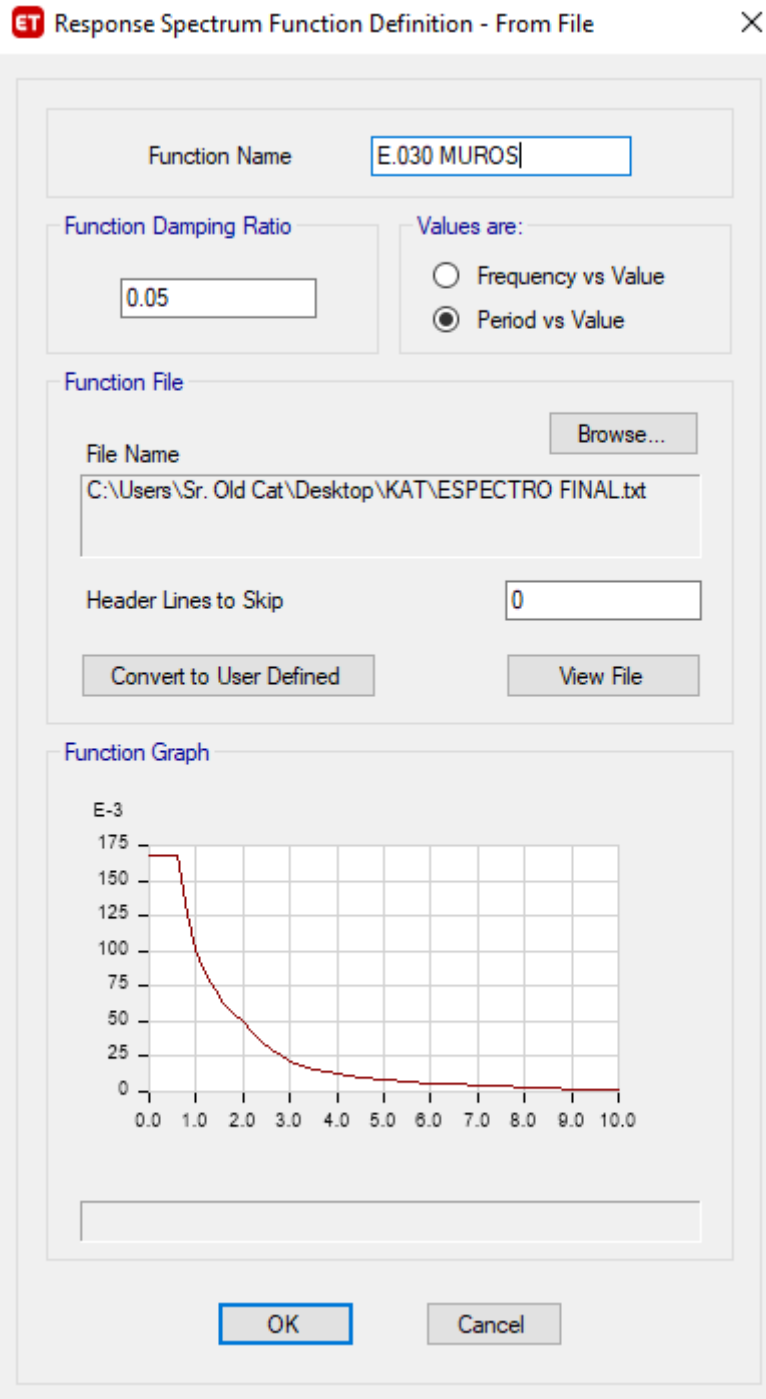 ET Response Spectrum Function Definition - From File
Function Name E.030 MUROS
Function Damping Ratio
0.05
Values are:
Frequency vs Value
Period vs Value
Function File
Browse...
File Name
C:\Users\Sr. Old Cat\Desktop\KAT\ESPECTRO FINAL.txt
Header Lines to Skip 0
Convert to User Defined View File
Function Graph
E-3
175
150
125
100
75
50
25
0
0.0 1.0 2.0 3.0 4.0 5.0 6.0 7.0 8.0 9.0 10.0
OK Cancel